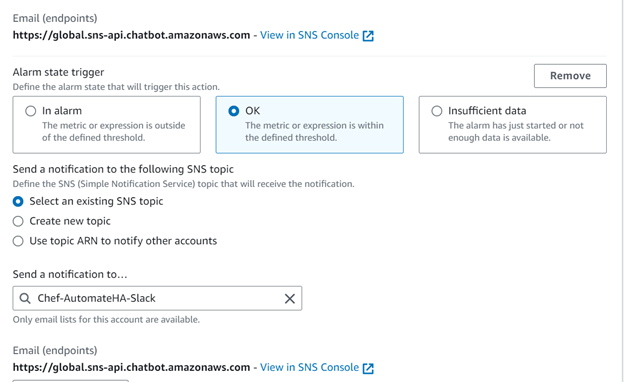 Email (endpoints)
https://global.sns-api.chatbot.amazonaws.com - View in SNS Console
Alarm state trigger
Define the alarm state that will trigger this action.
Remove
In alarm
The metric or expression is outside
of the defined threshold.
OK
The metric or expression is within
the defined threshold.
Insufficient data
The alarm has just started or not
enough data is available.
Send a notification to the following SNS topic
Define the SNS (Simple Notification Service) topic that will receive the notification.
Select an existing SNS topic
Create new topic
Use topic ARN to notify other accounts
Send a notification to…
Chef-AutomateHA-Slack
Only email lists for this account are available.
Email (endpoints)
https://global.sns-api.chatbot.amazonaws.com - View in SNS Console